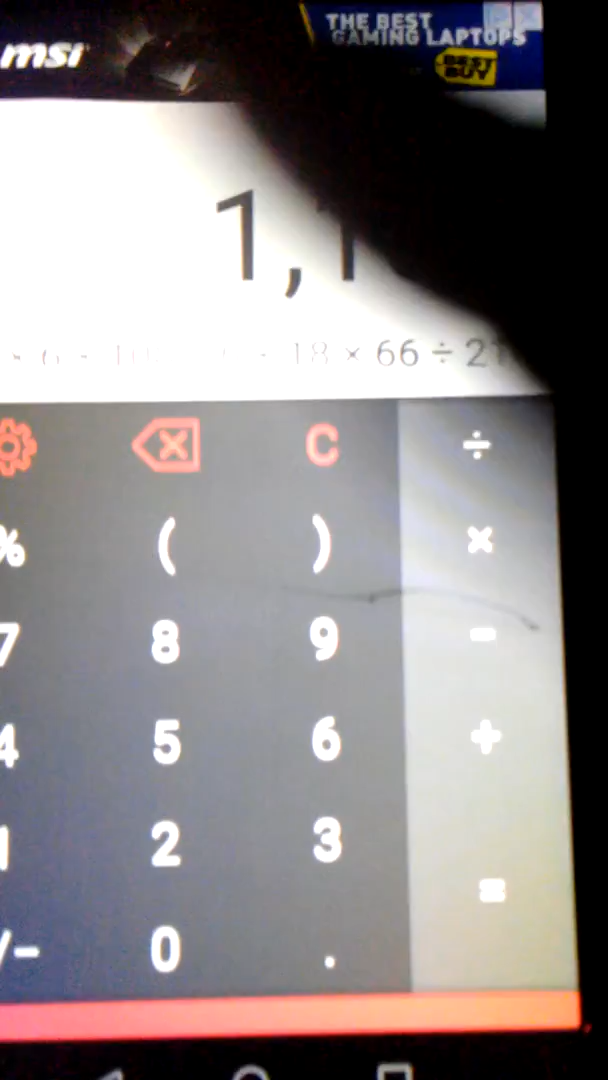 msi
THE BEST
GAMING LAPTOPS
BEST
BUY
1,1
18 × 66 ÷ 21
C ÷
% ( ) ×
7 8 9 −
4 5 6 +
1 2 3 =
/− 0 .